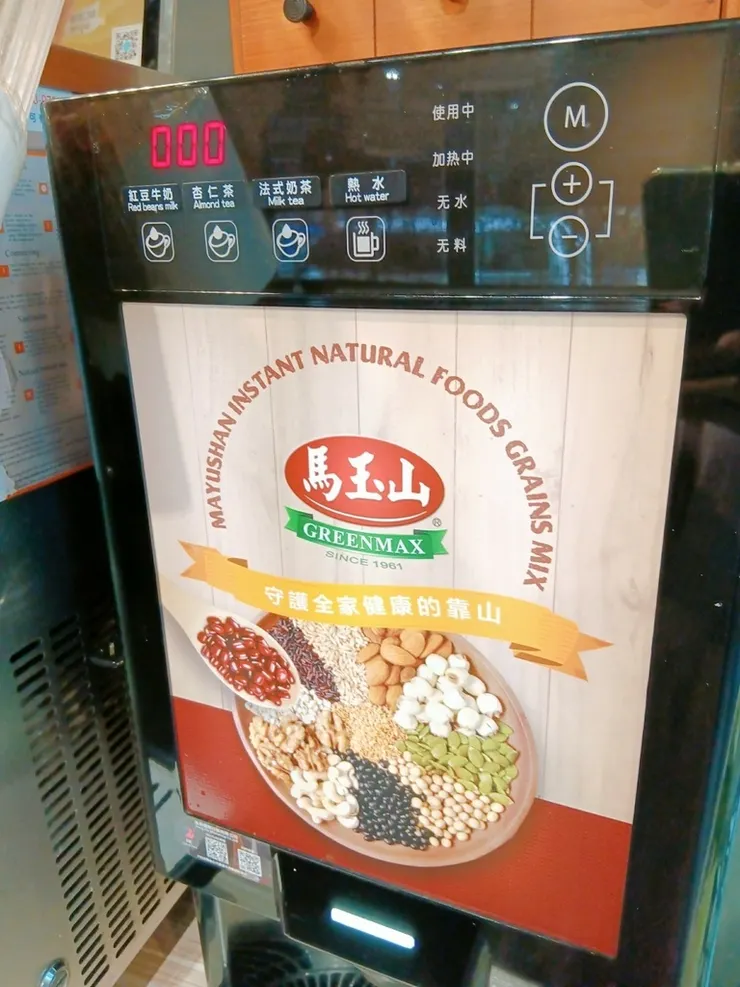 000
使用中
加热中
无水
无料
M
+
−
紅豆牛奶
Red beans milk
杏仁茶
Almond tea
法式奶茶
Milk tea
熱水
Hot water
MAYUSHAN INSTANT NATURAL FOODS GRAINS MIX
馬玉山
®
GREENMAX
SINCE 1961
守護全家健康的靠山